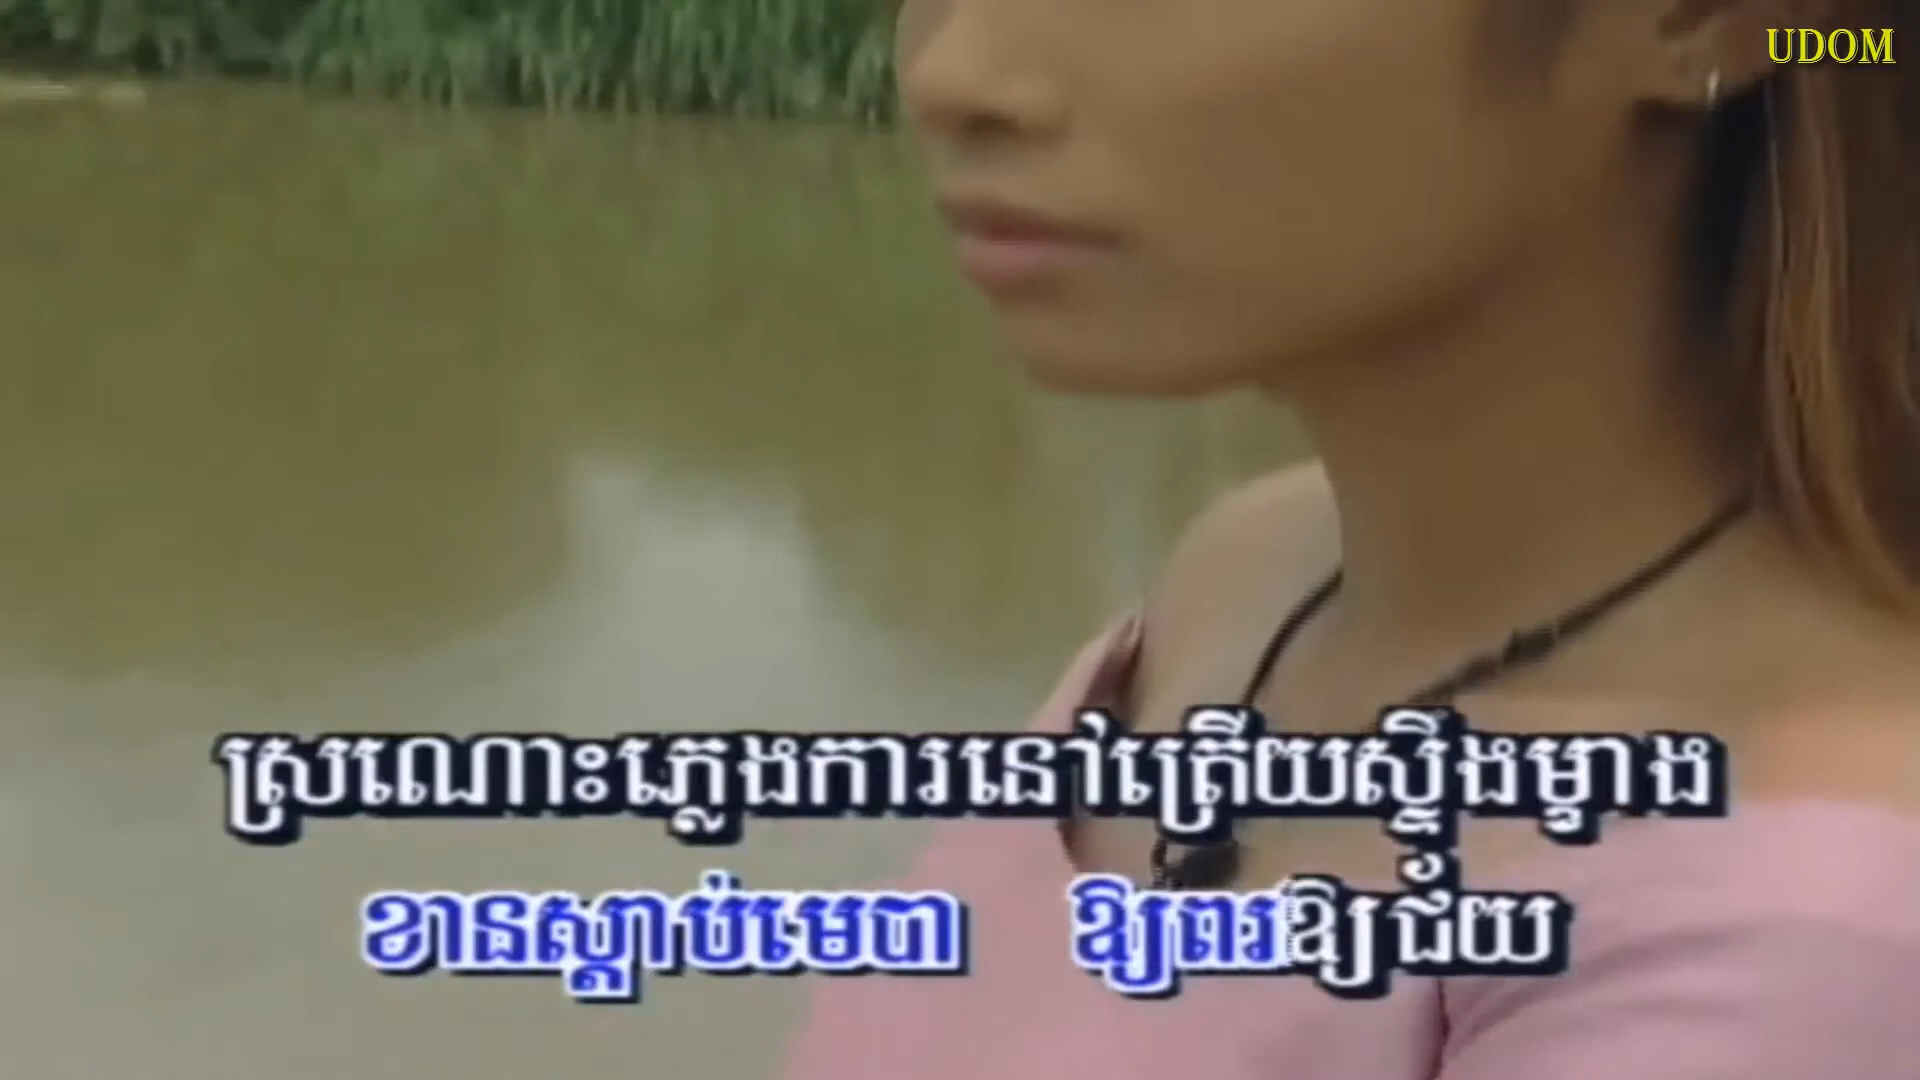 UDOM
ស្រណោះភ្លេងការនៅត្រើយស្ទឹងម្ខាង
ខានស្ដាប់មេបា ឱ្យពរឱ្យជ័យ